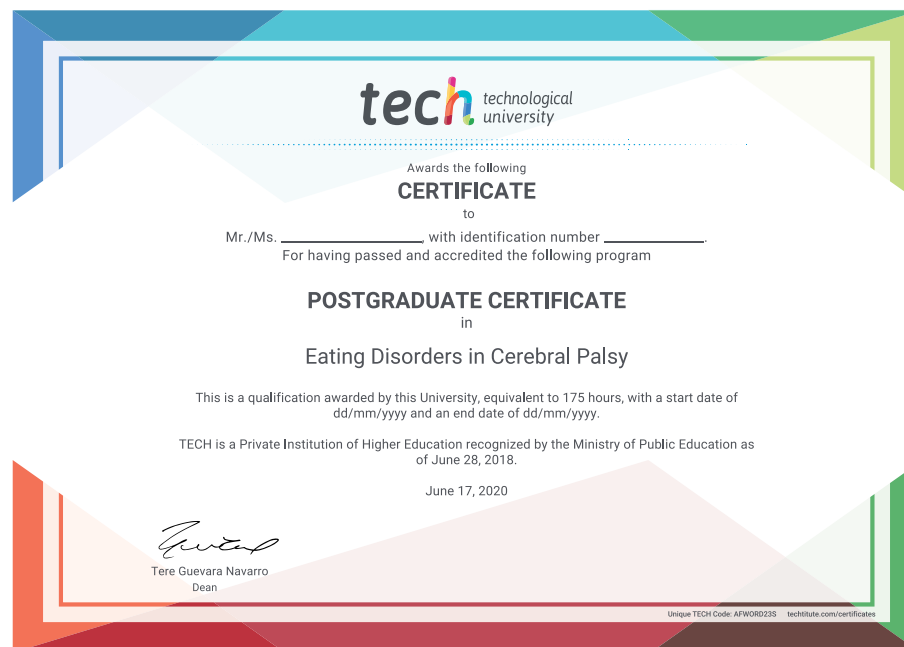 tech technological
university
Awards the following
CERTIFICATE
to
Mr./Ms. ____________________, with identification number ______________.
For having passed and accredited the following program
POSTGRADUATE CERTIFICATE
in
Eating Disorders in Cerebral Palsy
This is a qualification awarded by this University, equivalent to 175 hours, with a start date of
dd/mm/yyyy and an end date of dd/mm/yyyy.
TECH is a Private Institution of Higher Education recognized by the Ministry of Public Education as
of June 28, 2018.
June 17, 2020
Tere Guevara Navarro
Dean
Unique TECH Code: AFWORD23S techtitute.com/certificates